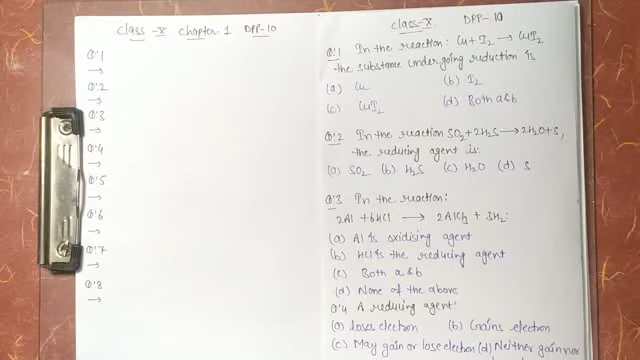 Class -X Chapter-1 DPP-10
Q:1
→
Q:2
→
Q:3
→
Q:4
→
Q:5
→
Q:6
→
Q:7
→
Q:8
→
Class-X. DPP-10
Q:1 In the reaction: Cu + I2 → CuI2
the substance undergoing reduction is
(a) Cu (b) I2
(c) CuI2 (d) Both a & b
Q:2 In the reaction SO2 + 2H2S → 2H2O + S,
the reducing agent is:
(a) SO2 (b) H2S (c) H2O (d) S
Q:3 In the reaction:
2Al + 6HCl → 2AlCl3 + 3H2:
(a) Al is oxidising agent
(b) HCl is the reducing agent
(c) Both a & b
(d) None of the above
Q:4 A reducing agent:
(a) loses electron (b) Gains electron
(c) May gain or lose electron (d) Neither gain nor